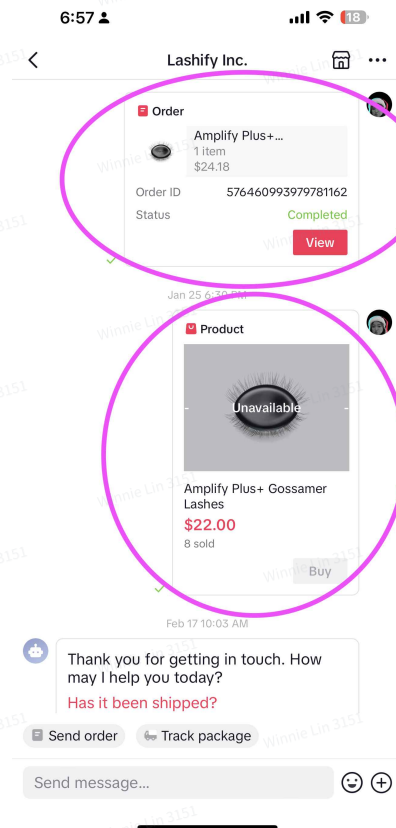 6:57
18
Lashify Inc.
Order
Amplify Plus+...
1 item
$24.18
Order ID 576460993979781162
Status Completed
View
Jan 25 6:30 PM
Product
Unavailable
Amplify Plus+ Gossamer
Lashes
$22.00
8 sold
Buy
Feb 17 10:03 AM
Thank you for getting in touch. How
may I help you today?
Has it been shipped?
Send order
Track package
Send message...
Winnie Lin 3151